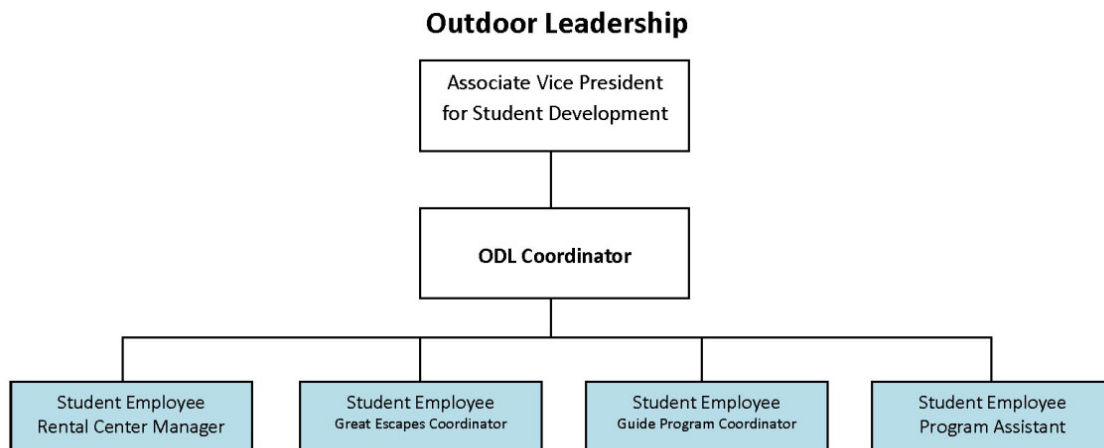 Outdoor Leadership
Associate Vice President
for Student Development
ODL Coordinator
Student Employee
Rental Center Manager
Student Employee
Great Escapes Coordinator
Student Employee
Guide Program Coordinator
Student Employee
Program Assistant